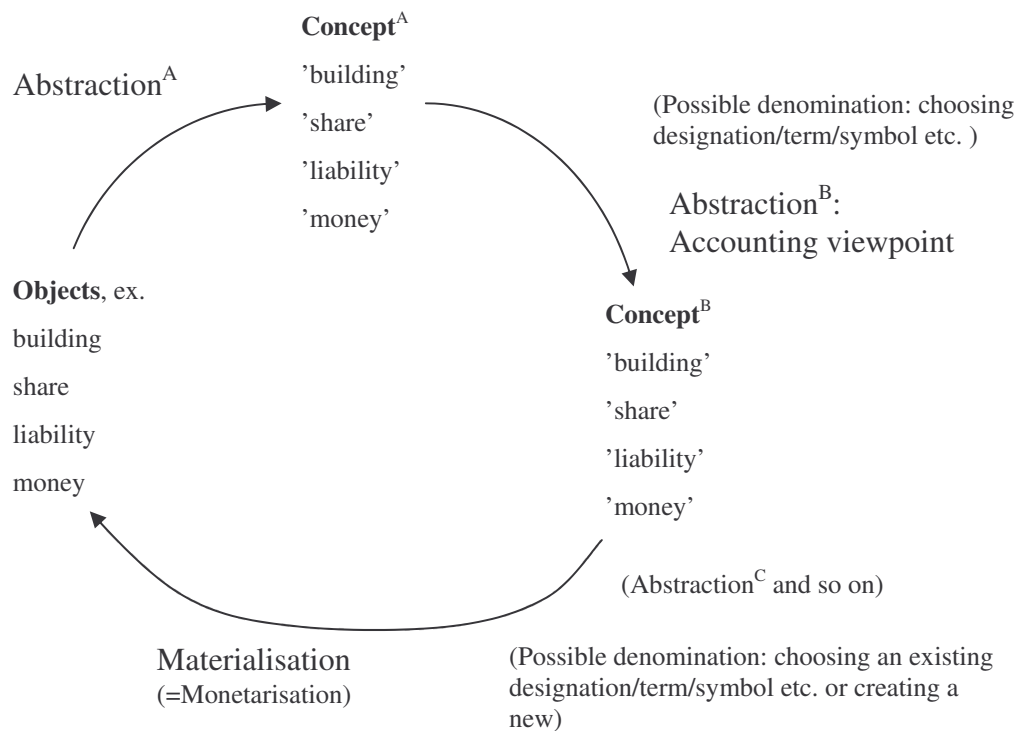 Concept^A
’building’
’share’
’liability’
’money’
Abstraction^A
(Possible denomination: choosing
designation/term/symbol etc. )
Abstraction^B:
Accounting viewpoint
Objects, ex.
building
share
liability
money
Concept^B
’building’
’share’
’liability’
’money’
(Abstraction^C and so on)
Materialisation
(=Monetarisation)
(Possible denomination: choosing an existing
designation/term/symbol etc. or creating a
new)